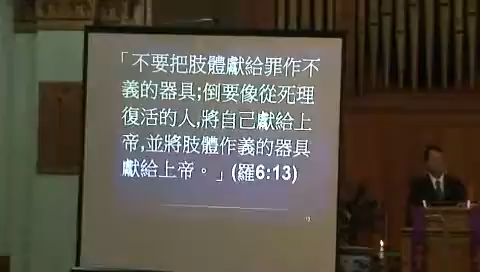 「不要把肢體獻給罪作不
義的器具;倒要像從死理
復活的人,將自己獻給上
帝,並將肢體作義的器具
獻給上帝。」(羅6:13)